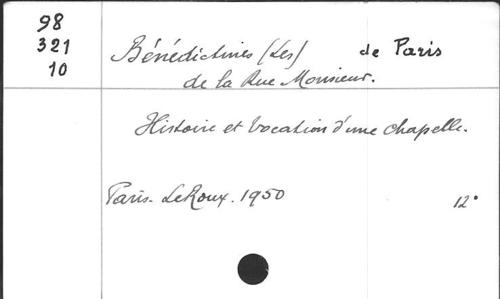 98
321
10
Bénédictines (Les) de Paris
de la Rue Monsieur.
Histoire et Vocation d'une chapelle.
Paris - LeRoux. 1950 12°